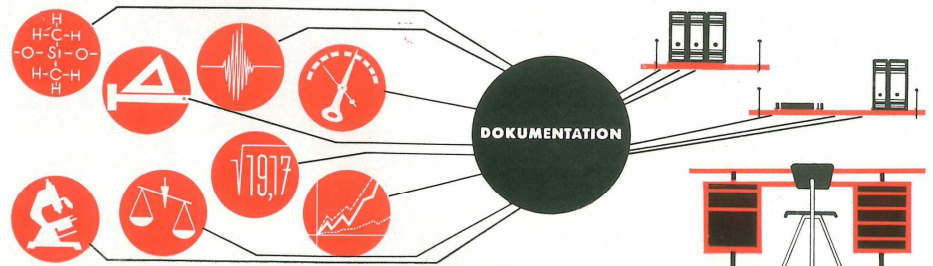 H
H-C-H
-O-Si-O-
H-C-H
H
DOKUMENTATION
√19,17